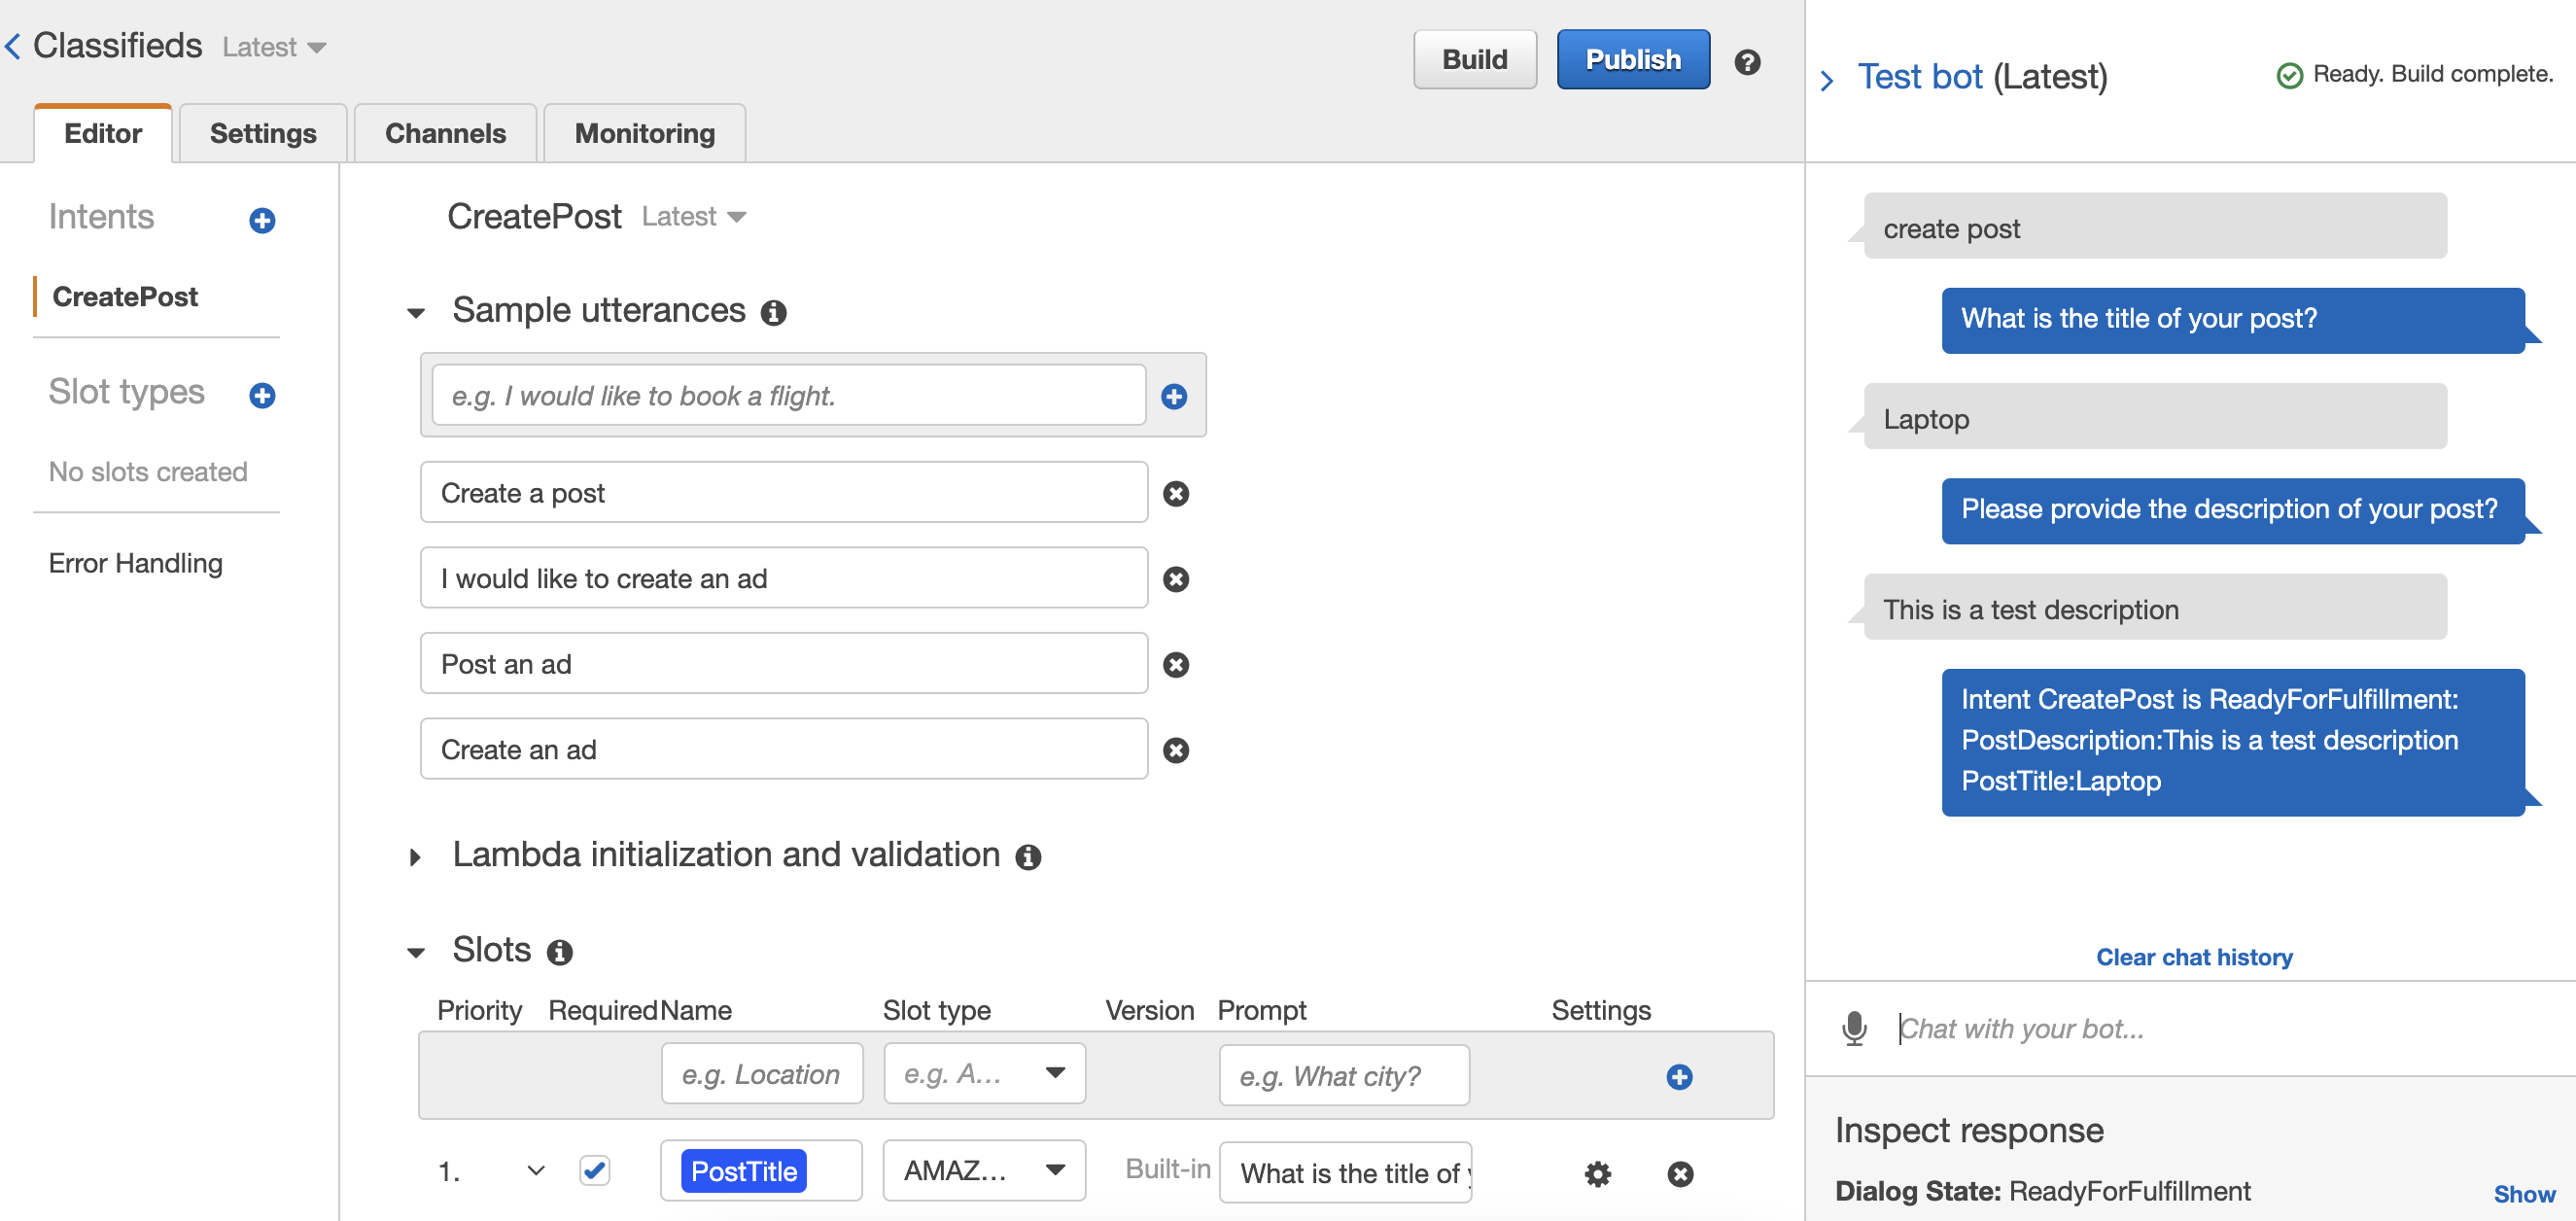 Classifieds Latest
Build
Publish
Editor
Settings
Channels
Monitoring
Intents
CreatePost
Slot types
No slots created
Error Handling
CreatePost Latest
Sample utterances
e.g. I would like to book a flight.
Create a post
I would like to create an ad
Post an ad
Create an ad
Lambda initialization and validation
Slots
Priority Required Name Slot type Version Prompt Settings
e.g. Location e.g. A... e.g. What city?
1. PostTitle AMAZ... Built-in What is the title of
Test bot (Latest)
Ready. Build complete.
create post
What is the title of your post?
Laptop
Please provide the description of your post?
This is a test description
Intent CreatePost is ReadyForFulfillment:
PostDescription:This is a test description
PostTitle:Laptop
Clear chat history
Chat with your bot...
Inspect response
Dialog State: ReadyForFulfillment
Show